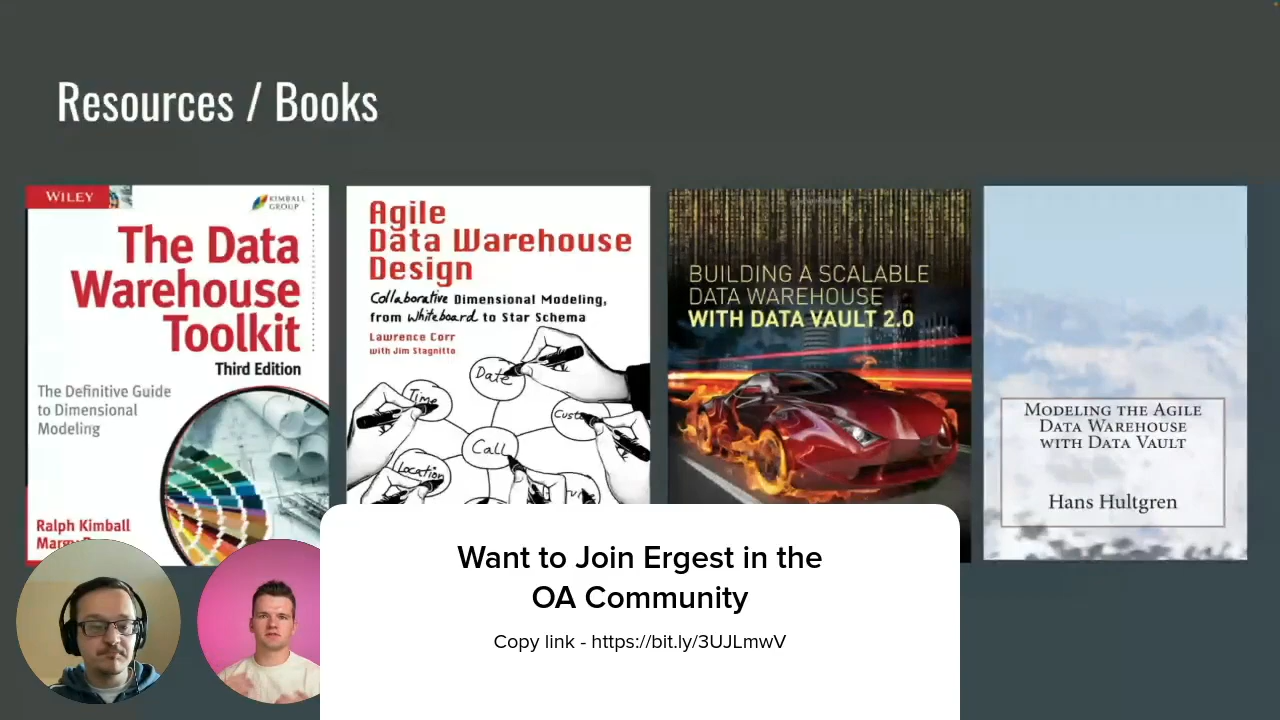 Resources / Books
WILEY
KIMBALL
GROUP
The Data
Warehouse
Toolkit
Third Edition
The Definitive Guide
to Dimensional
Modeling
Ralph Kimball
Agile
Data Warehouse
Design
Collaborative Dimensional Modeling,
from Whiteboard to Star Schema
Lawrence Corr
with Jim Stagnitto
Date
Time
Call
Location
BUILDING A SCALABLE
DATA WAREHOUSE
WITH DATA VAULT 2.0
MODELING THE AGILE
DATA WAREHOUSE
WITH DATA VAULT
Hans Hultgren
Want to Join Ergest in the
OA Community
Copy link - https://bit.ly/3UJLmwV